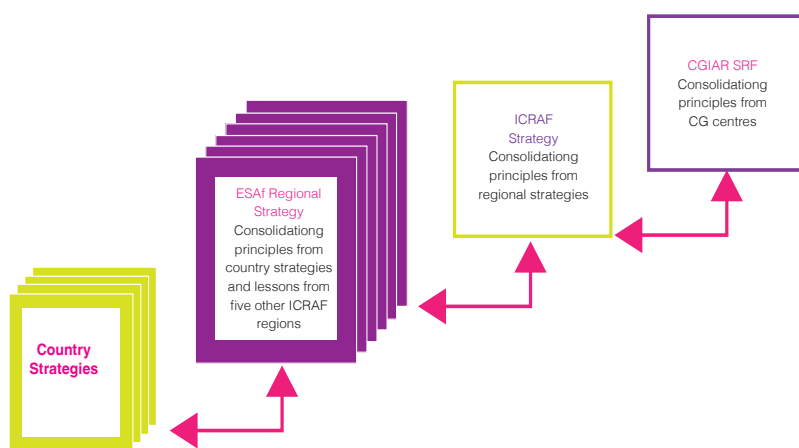 CGIAR SRF
Consolidationg
principles from
CG centres
ICRAF
Strategy
Consolidationg
principles from
regional strategies
ESAf Regional
Strategy
Consolidationg
principles from
country strategies
and lessons from
five other ICRAF
regions
Country
Strategies